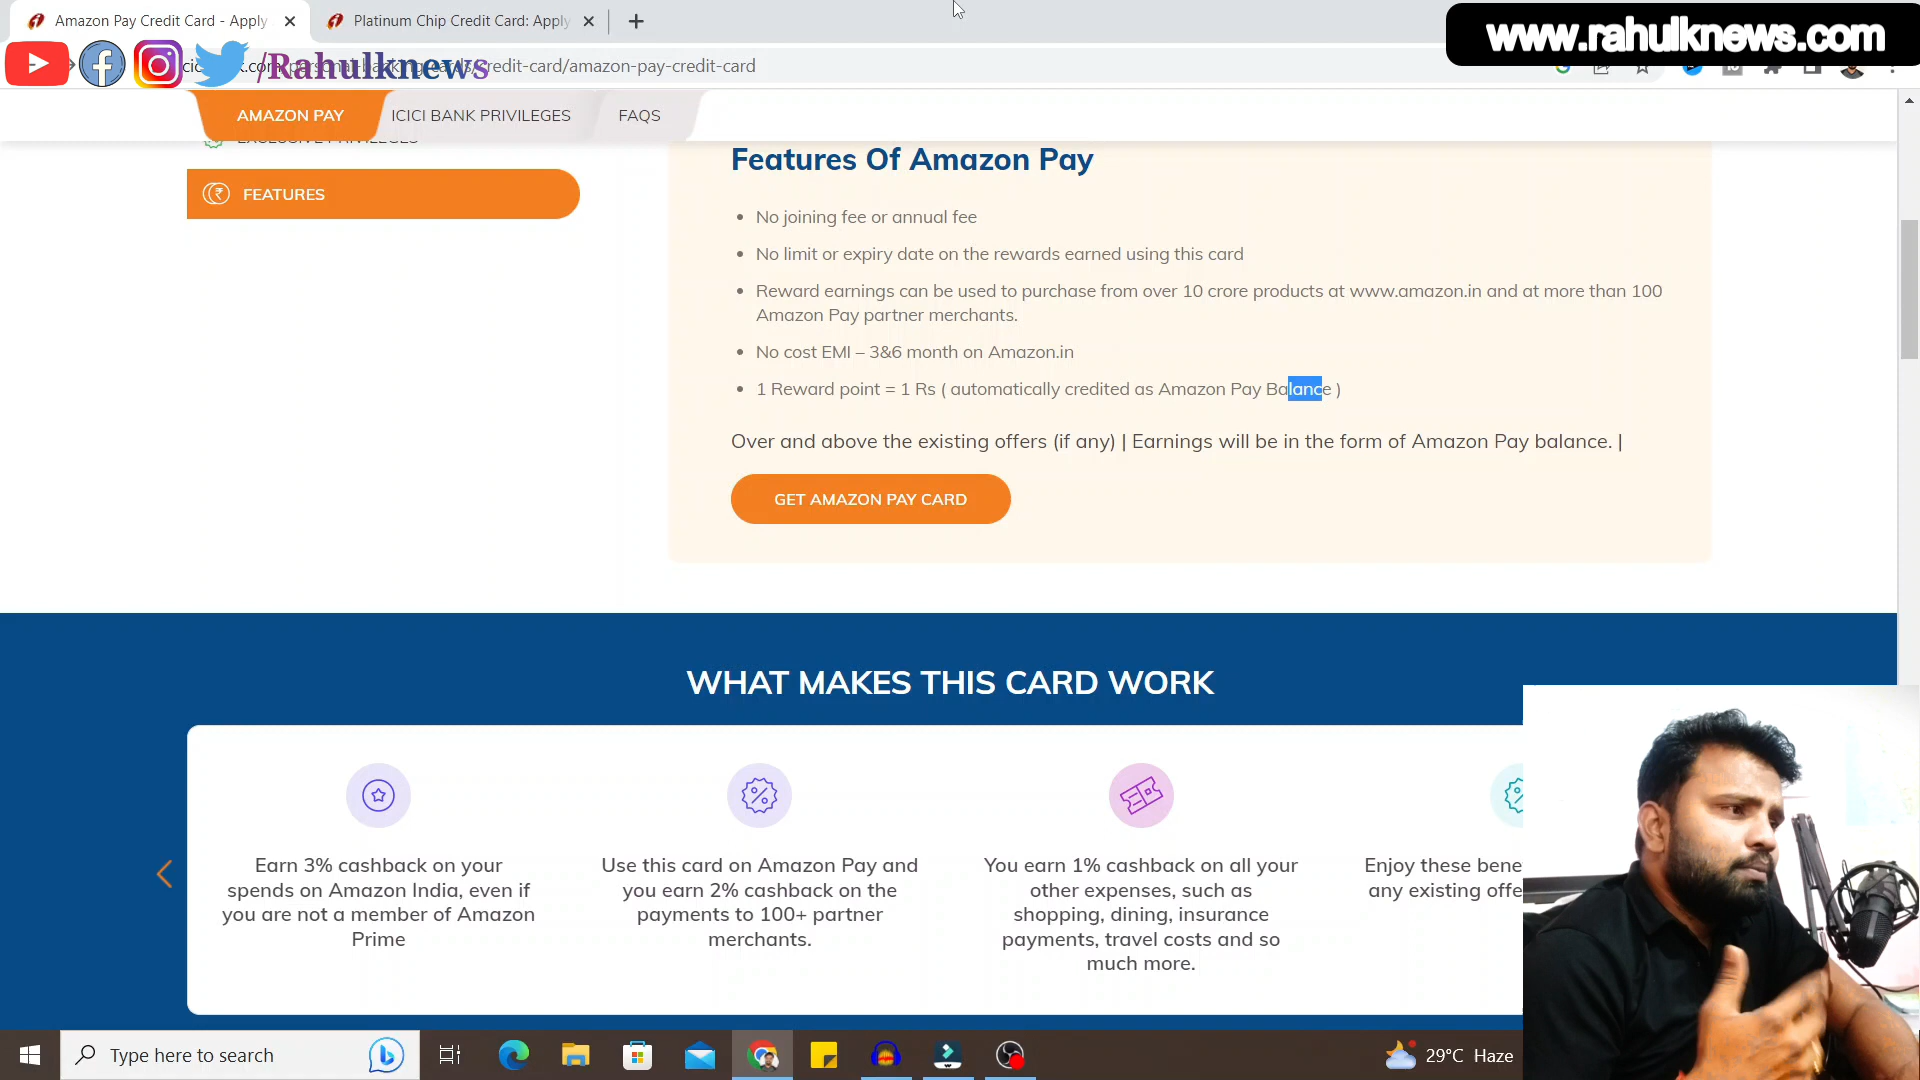 Amazon Pay Credit Card - Apply
Platinum Chip Credit Card: Apply
www.rahulknews.com
/Rahulknews
credit-card/amazon-pay-credit-card
AMAZON PAY
ICICI BANK PRIVILEGES
FAQS
EXCLUSIVE PRIVILEGES
FEATURES
Features Of Amazon Pay
No joining fee or annual fee
No limit or expiry date on the rewards earned using this card
Reward earnings can be used to purchase from over 10 crore products at www.amazon.in and at more than 100
Amazon Pay partner merchants.
No cost EMI – 3&6 month on Amazon.in
1 Reward point = 1 Rs ( automatically credited as Amazon Pay Balance )
Over and above the existing offers (if any) | Earnings will be in the form of Amazon Pay balance. |
GET AMAZON PAY CARD
WHAT MAKES THIS CARD WORK
Earn 3% cashback on your
spends on Amazon India, even if
you are not a member of Amazon
Prime
Use this card on Amazon Pay and
you earn 2% cashback on the
payments to 100+ partner
merchants.
You earn 1% cashback on all your
other expenses, such as
shopping, dining, insurance
payments, travel costs and so
much more.
Enjoy these bene
any existing offe
Type here to search
29°C Haze